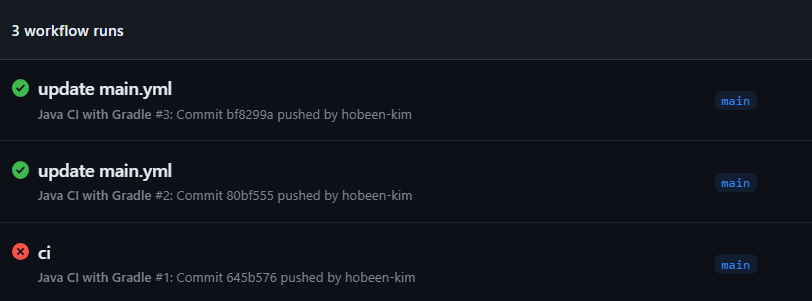 3 workflow runs
update main.yml
Java CI with Gradle #3: Commit bf8299a pushed by hobeen-kim
main
update main.yml
Java CI with Gradle #2: Commit 80bf555 pushed by hobeen-kim
main
ci
Java CI with Gradle #1: Commit 645b576 pushed by hobeen-kim
main